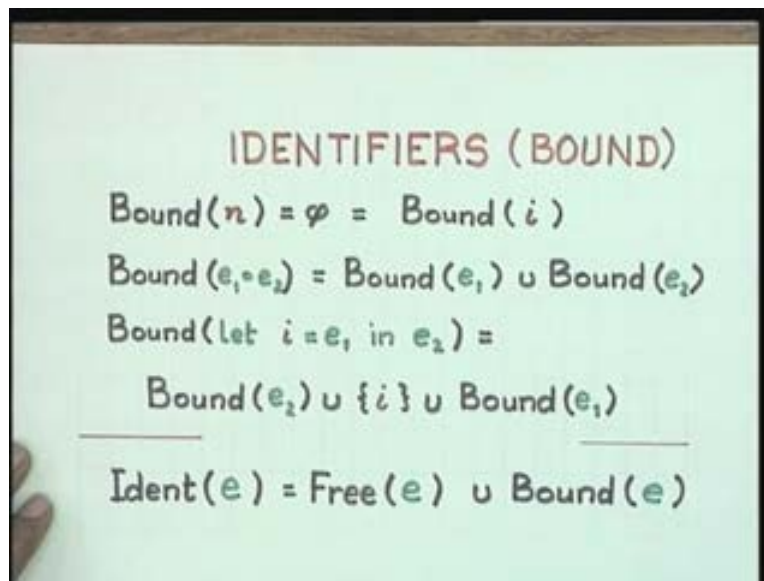 IDENTIFIERS (BOUND)
Bound(n) = φ = Bound(i)
Bound(e₁∘e₂) = Bound(e₁) ∪ Bound(e₂)
Bound(let i = e₁ in e₂) =
Bound(e₂) ∪ {i} ∪ Bound(e₁)
Ident(e) = Free(e) ∪ Bound(e)